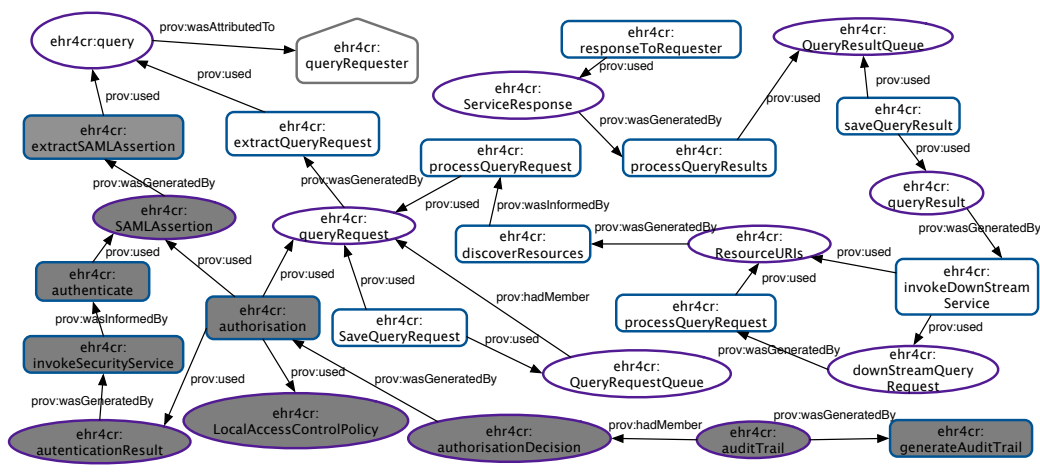 ehr4cr:query
prov:wasAttributedTo
ehr4cr:
queryRequester
ehr4cr:
responseToRequester
ehr4cr:
QueryResultQueue
prov:used
prov:used
prov:used
ehr4cr:
ServiceResponse
prov:used
prov:used
prov:wasGeneratedBy
ehr4cr:
saveQueryResult
ehr4cr:
extractSAMLAssertion
ehr4cr:
extractQueryRequest
ehr4cr:
processQueryRequest
ehr4cr:
processQueryResults
prov:used
prov:wasGeneratedBy
prov:wasGeneratedBy
ehr4cr:
queryResult
ehr4cr:
SAMLAssertion
ehr4cr:
queryRequest
prov:used
prov:wasInformedBy
prov:wasGeneratedBy
prov:wasGeneratedBy
ehr4cr:
discoverResources
ehr4cr:
ResourceURIs
prov:used
prov:used
prov:used
prov:used
prov:used
prov:used
ehr4cr:
authenticate
ehr4cr:
invokeDownStream
Service
prov:hadMember
ehr4cr:
authorisation
ehr4cr:
SaveQueryRequest
ehr4cr:
processQueryRequest
prov:wasInformedBy
prov:used
prov:used
prov:wasGeneratedBy
ehr4cr:
invokeSecurityService
prov:used
prov:used
prov:wasGeneratedBy
ehr4cr:
QueryRequestQueue
ehr4cr:
downStreamQuery
Request
prov:wasGeneratedBy
ehr4cr:
LocalAccessControlPolicy
prov:wasGeneratedBy
prov:hadMember
ehr4cr:
autenticationResult
ehr4cr:
authorisationDecision
ehr4cr:
auditTrail
ehr4cr:
generateAuditTrail